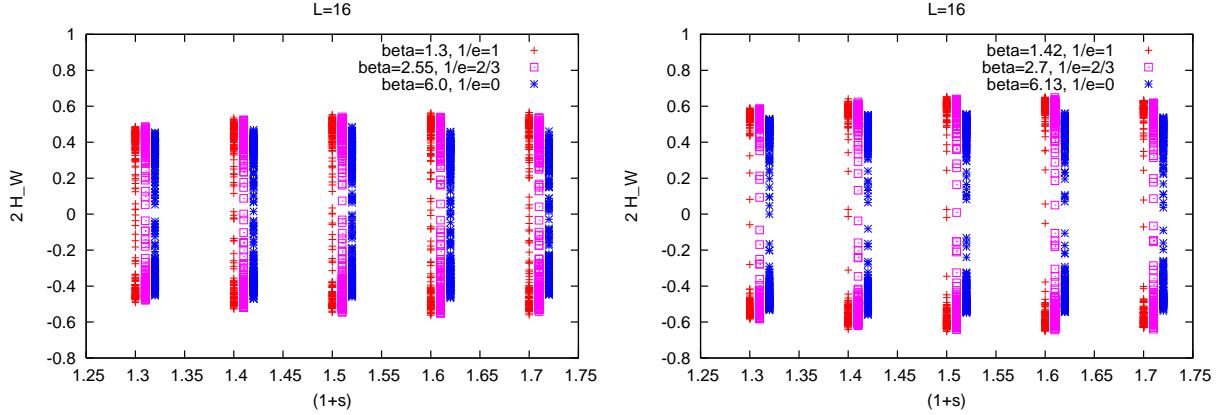 L=16
beta=1.3, 1/e=1
beta=2.55, 1/e=2/3
beta=6.0, 1/e=0
2 H_W
1
0.8
0.6
0.4
0.2
0
-0.2
-0.4
-0.6
-0.8
1.25 1.3 1.35 1.4 1.45 1.5 1.55 1.6 1.65 1.7 1.75
(1+s)
L=16
beta=1.42, 1/e=1
beta=2.7, 1/e=2/3
beta=6.13, 1/e=0
2 H_W
1
0.8
0.6
0.4
0.2
0
-0.2
-0.4
-0.6
-0.8
1.25 1.3 1.35 1.4 1.45 1.5 1.55 1.6 1.65 1.7 1.75
(1+s)